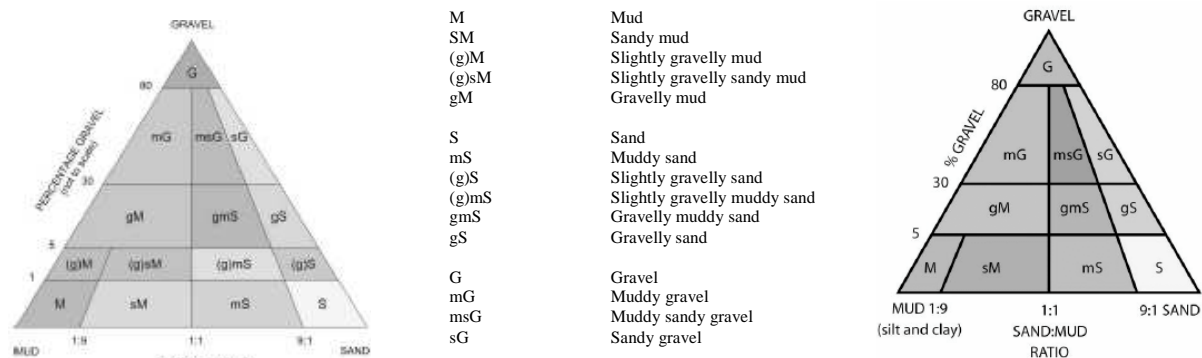 GRAVEL
G
80
mG
msG
sG
PERCENTAGE GRAVEL
(not to scale)
30
gM
gmS
gS
5
(g)M
(g)sM
(g)mS
(g)S
1
M
sM
mS
S
1:9
1:1
9:1
MUD
SAND
M Mud
SM Sandy mud
(g)M Slightly gravelly mud
(g)sM Slightly gravelly sandy mud
gM Gravelly mud
S Sand
mS Muddy sand
(g)S Slightly gravelly sand
(g)mS Slightly gravelly muddy sand
gmS Gravelly muddy sand
gS Gravelly sand
G Gravel
mG Muddy gravel
msG Muddy sandy gravel
sG Sandy gravel
GRAVEL
G
80
% GRAVEL
mG
msG
sG
30
gM
gmS
gS
5
M
sM
mS
S
MUD 1:9 1:1 9:1 SAND
(silt and clay) SAND:MUD
RATIO